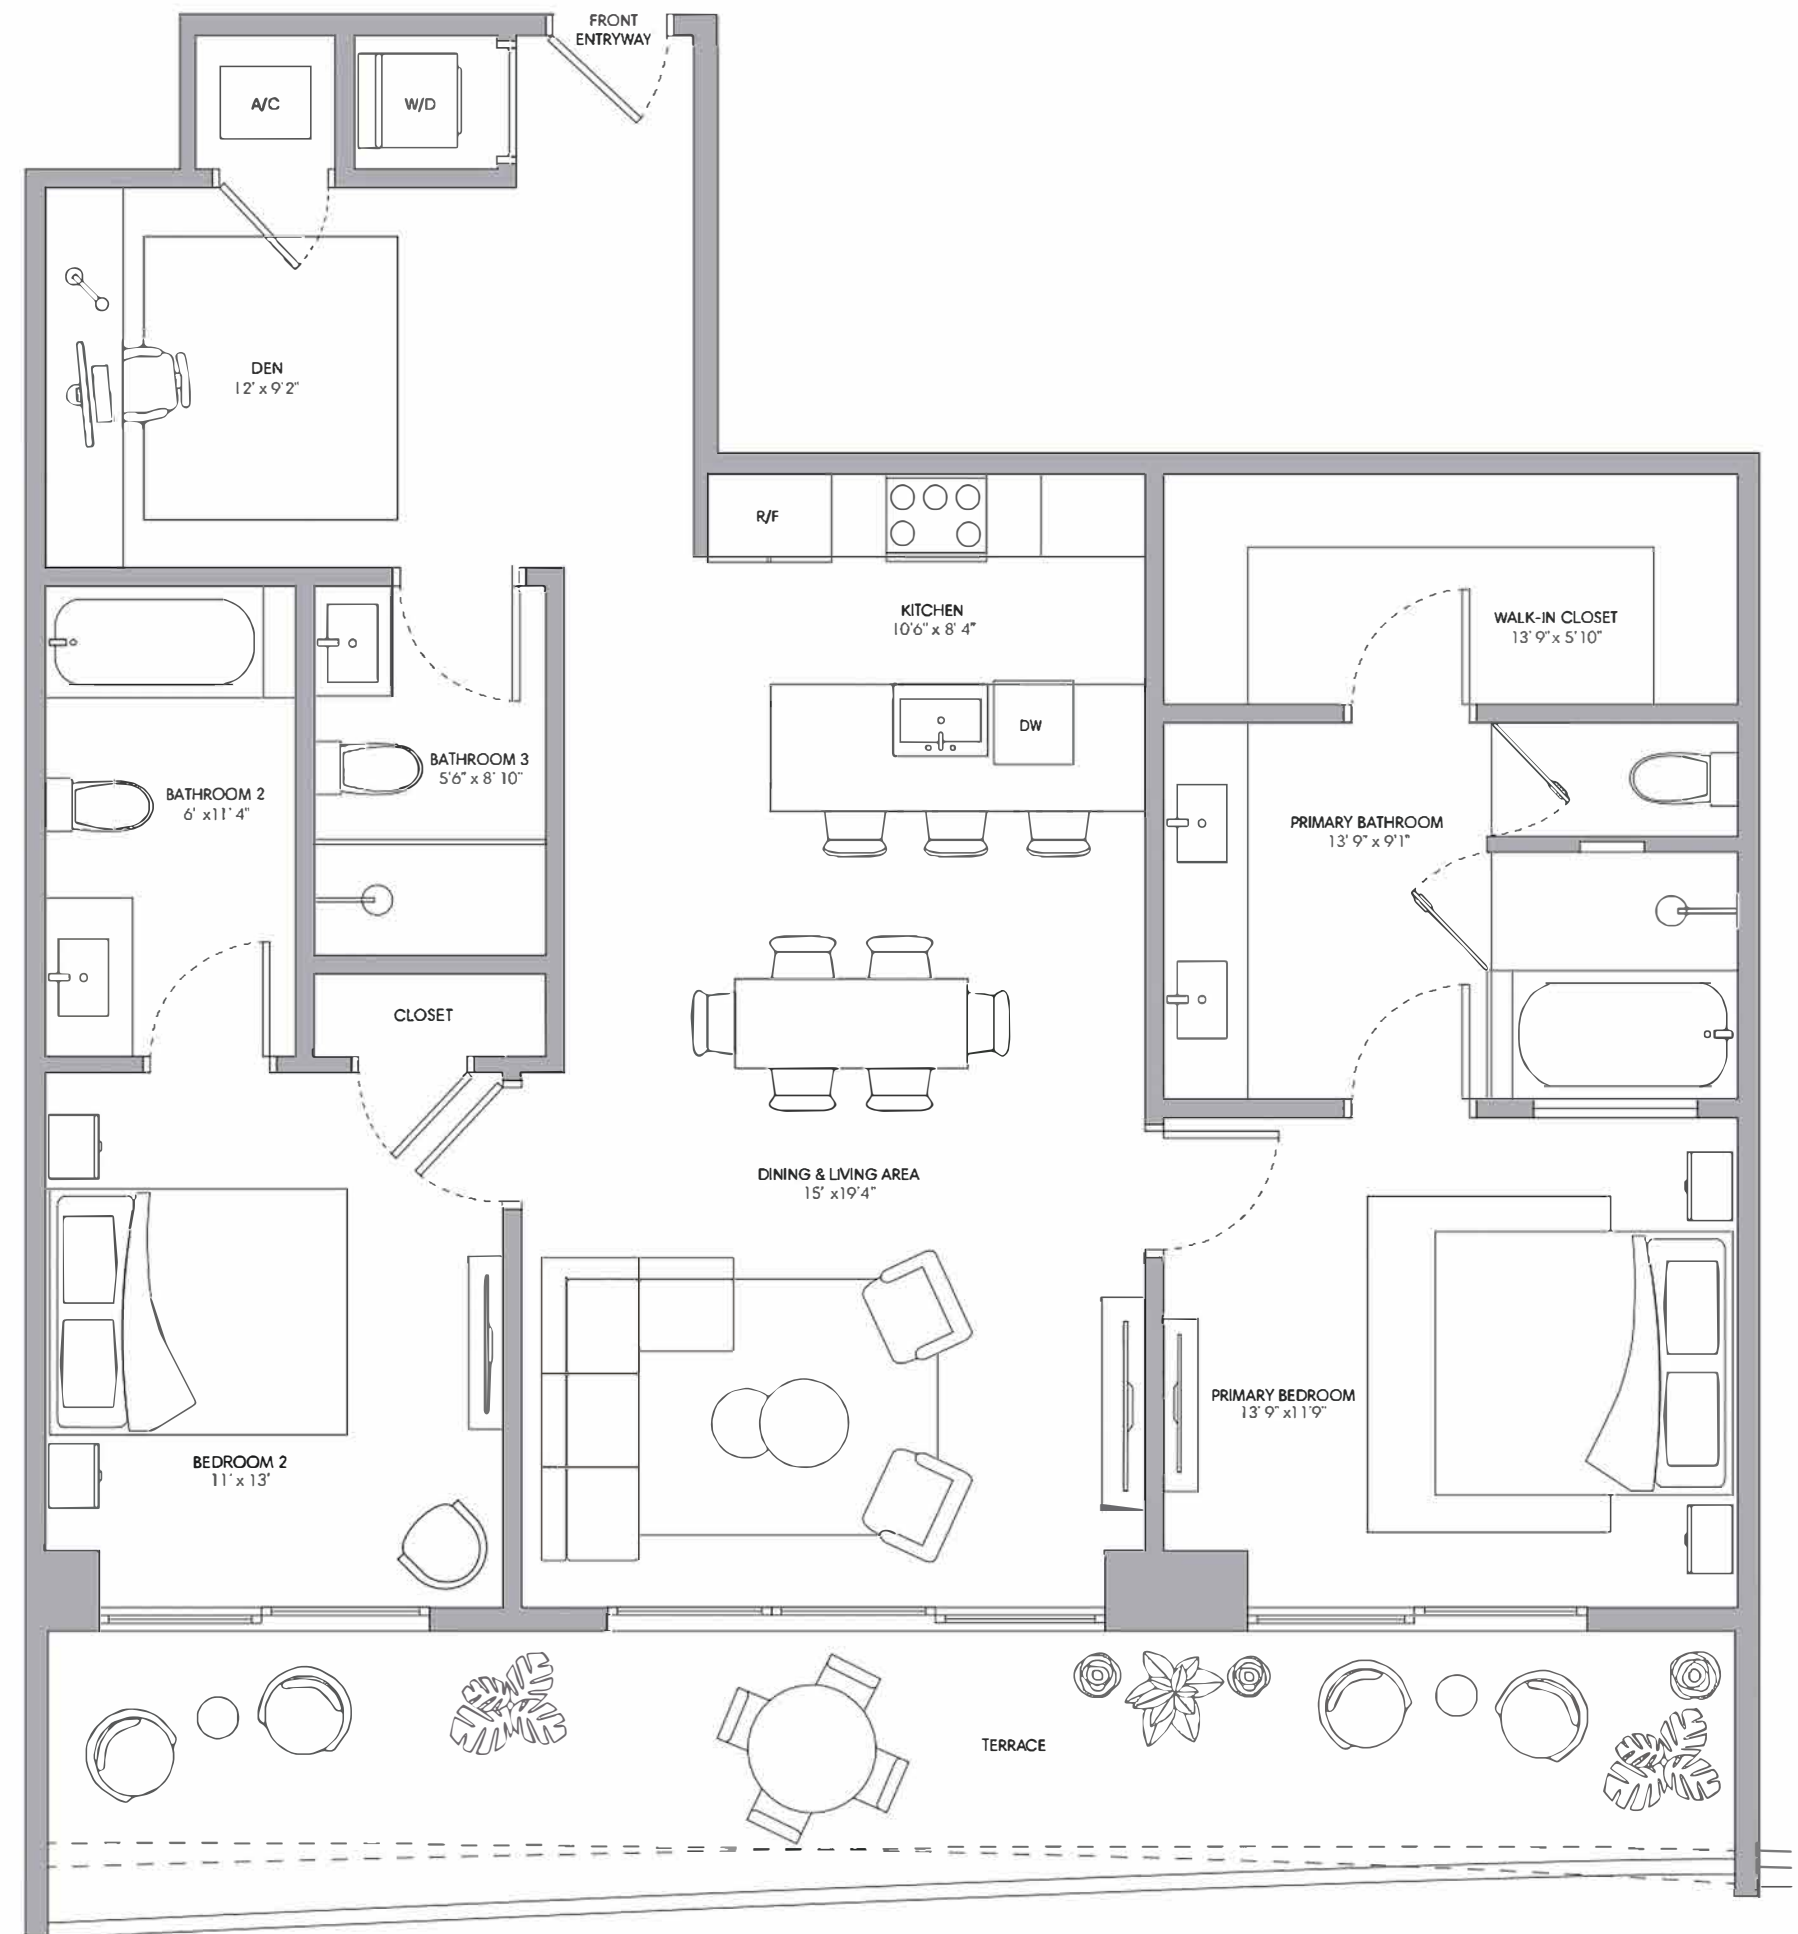 FRONT
ENTRYWAY
A/C
W/D
DEN
12' x 9'2"
R/F
KITCHEN
10'6" x 8' 4"
WALK-IN CLOSET
13' 9" x 5'10"
DW
BATHROOM 3
5'6" x 8' 10"
BATHROOM 2
6' x11' 4"
PRIMARY BATHROOM
13' 9" x 9'1"
CLOSET
DINING & LIVING AREA
15' x19'4"
PRIMARY BEDROOM
13' 9" x11'9"
BEDROOM 2
11' x 13'
TERRACE